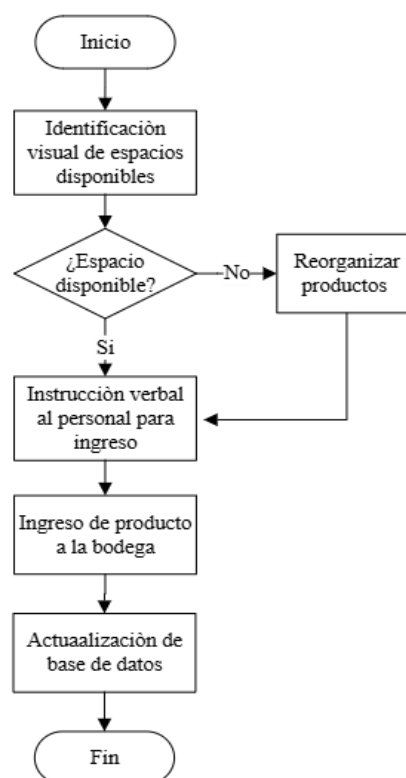 Inicio
Identificaciòn
visual de espacios
disponibles
¿Espacio
disponible?
No
Reorganizar
productos
Si
Instrucciòn verbal
al personal para
ingreso
Ingreso de producto
a la bodega
Actuaalizaciòn de
base de datos
Fin